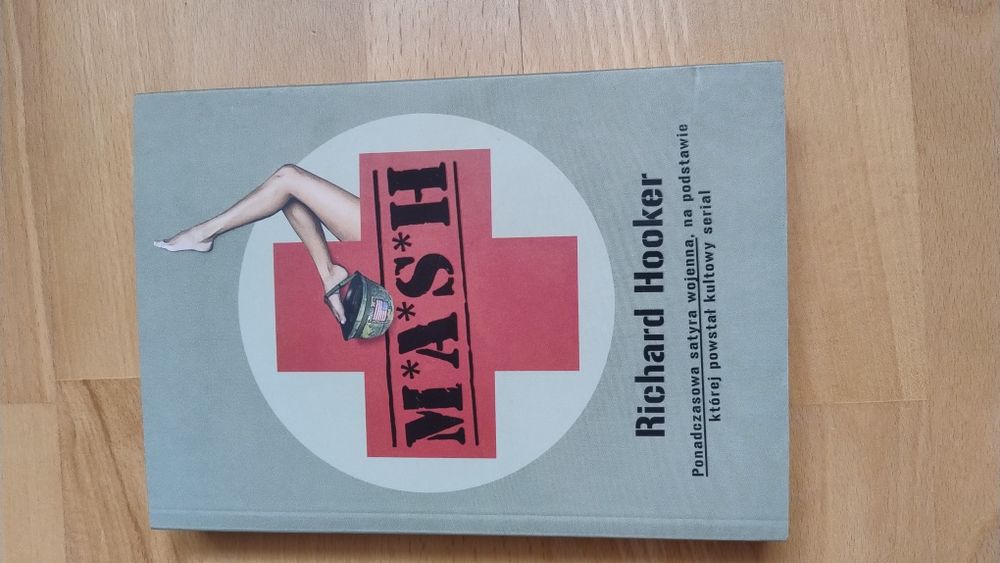 M*A*S*H
Richard Hooker
Ponadczasowa satyra wojenna, na podstawie
której powstał kultowy serial